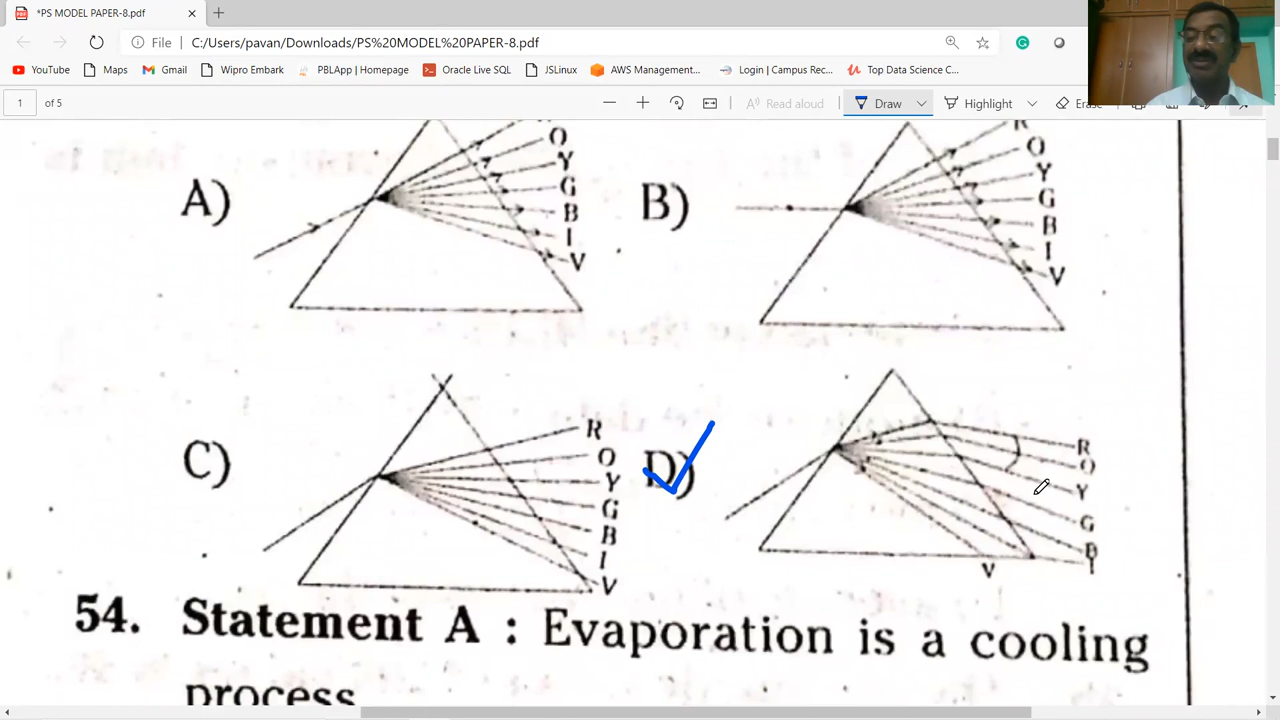 *PS MODEL PAPER-8.pdf
File C:/Users/pavan/Downloads/PS%20MODEL%20PAPER-8.pdf
YouTube Maps Gmail Wipro Embark PBLApp | Homepage Oracle Live SQL JSLinux AWS Management... Login | Campus Rec... Top Data Science C...
1 of 5 Read aloud Draw Highlight Erase
A) O Y G B I V
B) R O Y G B I V
C) R O Y G B I V
D) R O Y G B I V
54. Statement A : Evaporation is a cooling
process